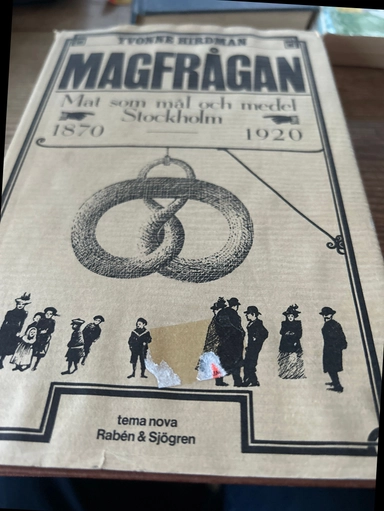 YVONNE HIRDMAN
MAGFRÅGAN
Mat som mål och medel
Stockholm
1870 1920
tema nova
Rabén & Sjögren